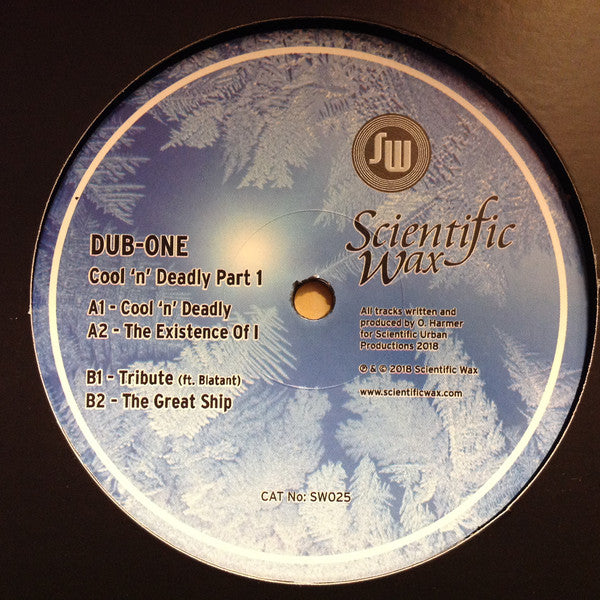 SW
Scientific
Wax
DUB-ONE
Cool 'n' Deadly Part 1
A1 - Cool 'n' Deadly
A2 - The Existence Of I
B1 - Tribute (ft. Blatant)
B2 - The Great Ship
All tracks written and
produced by O. Harmer
for Scientific Urban
Productions 2018
℗ & © 2018 Scientific Wax
www.scientificwax.com
CAT No: SW025